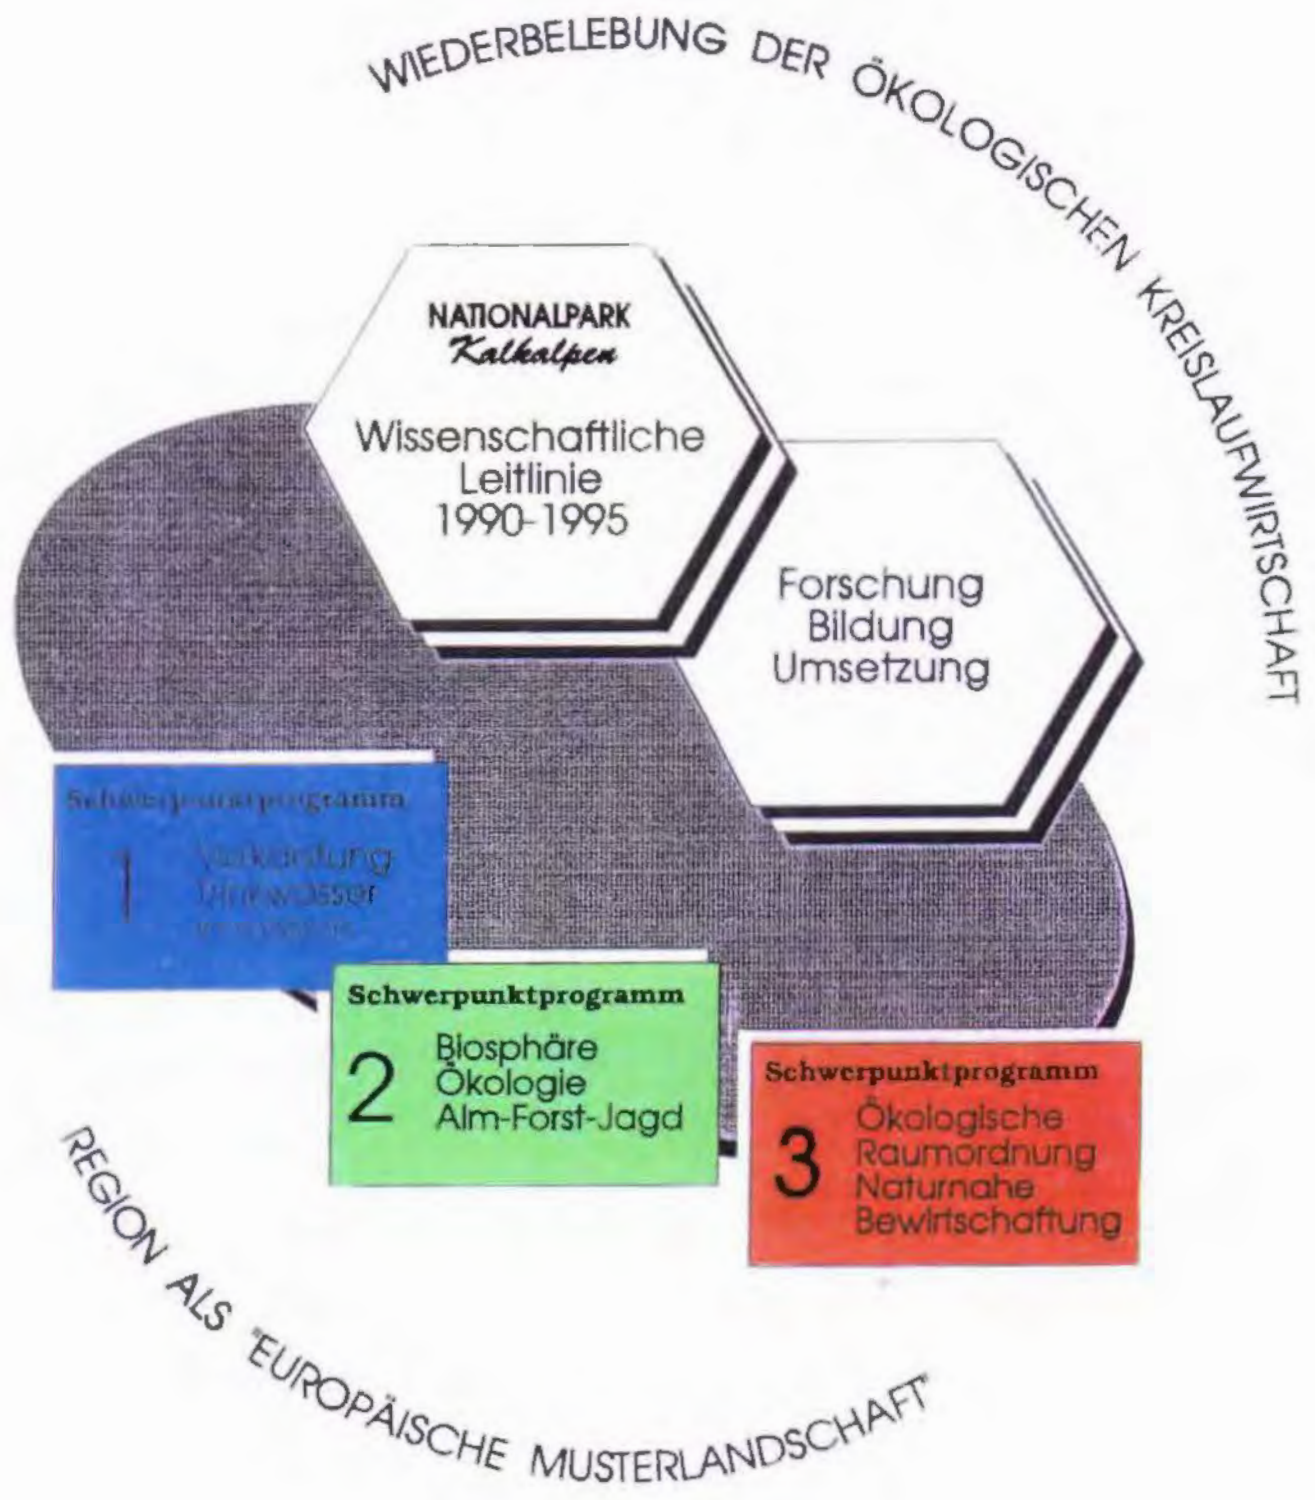 WIEDERBELEBUNG DER ÖKOLOGISCHEN KREISLAUFWIRTSCHAFT
NATIONALPARK
Kalkalpen
Wissenschaftliche
Leitlinie
1990-1995
Forschung
Bildung
Umsetzung
Schwerpunktprogramm
1
Schwerpunktprogramm
2
Biosphäre
Ökologie
Alm-Forst-Jagd
Schwerpunktprogramm
3
Ökologische
Raumordnung
Naturnahe
Bewirtschaftung
REGION ALS "EUROPÄISCHE MUSTERLANDSCHAFT"